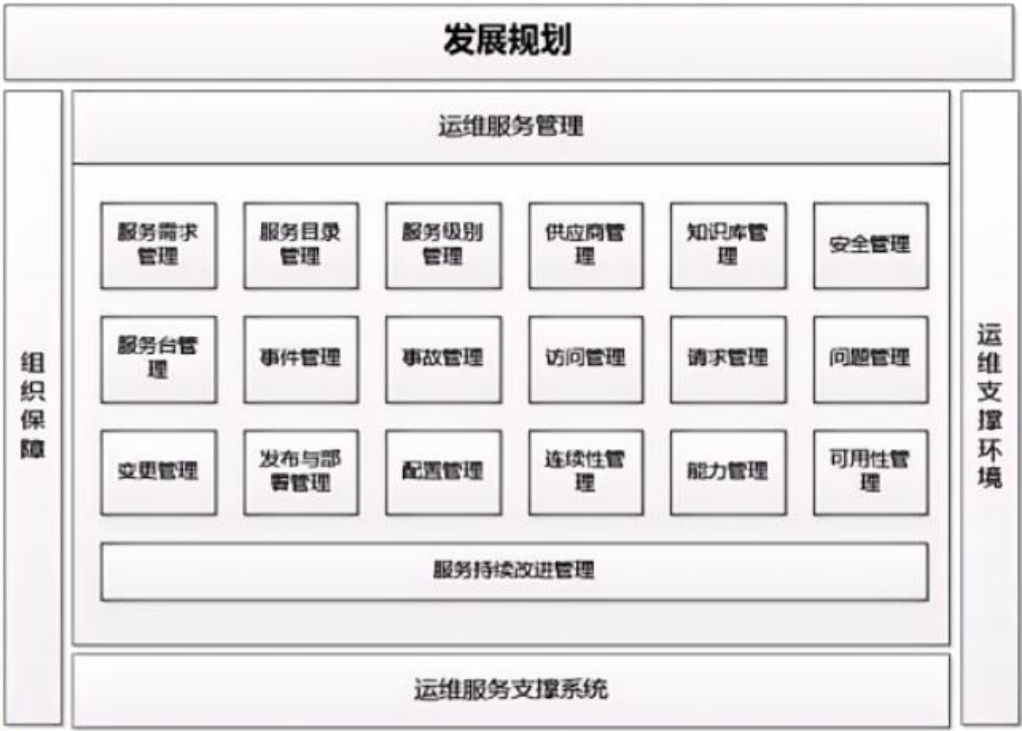 发展规划
运维服务管理
服务需求
管理
服务目录
管理
服务级别
管理
供应商管
理
知识库管
理
安全管理
服务台管
理
事件管理
事故管理
访问管理
请求管理
问题管理
变更管理
发布与部
署管理
配置管理
连续性管
理
能力管理
可用性管
理
服务持续改进管理
运维服务支撑系统
组织保障
运维支撑环境